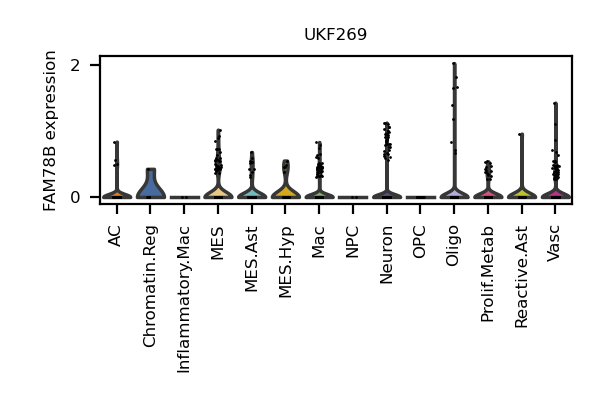 UKF269
FAM78B expression
2
0
AC
Chromatin.Reg
Inflammatory.Mac
MES
MES.Ast
MES.Hyp
Mac
NPC
Neuron
OPC
Oligo
Prolif.Metab
Reactive.Ast
Vasc